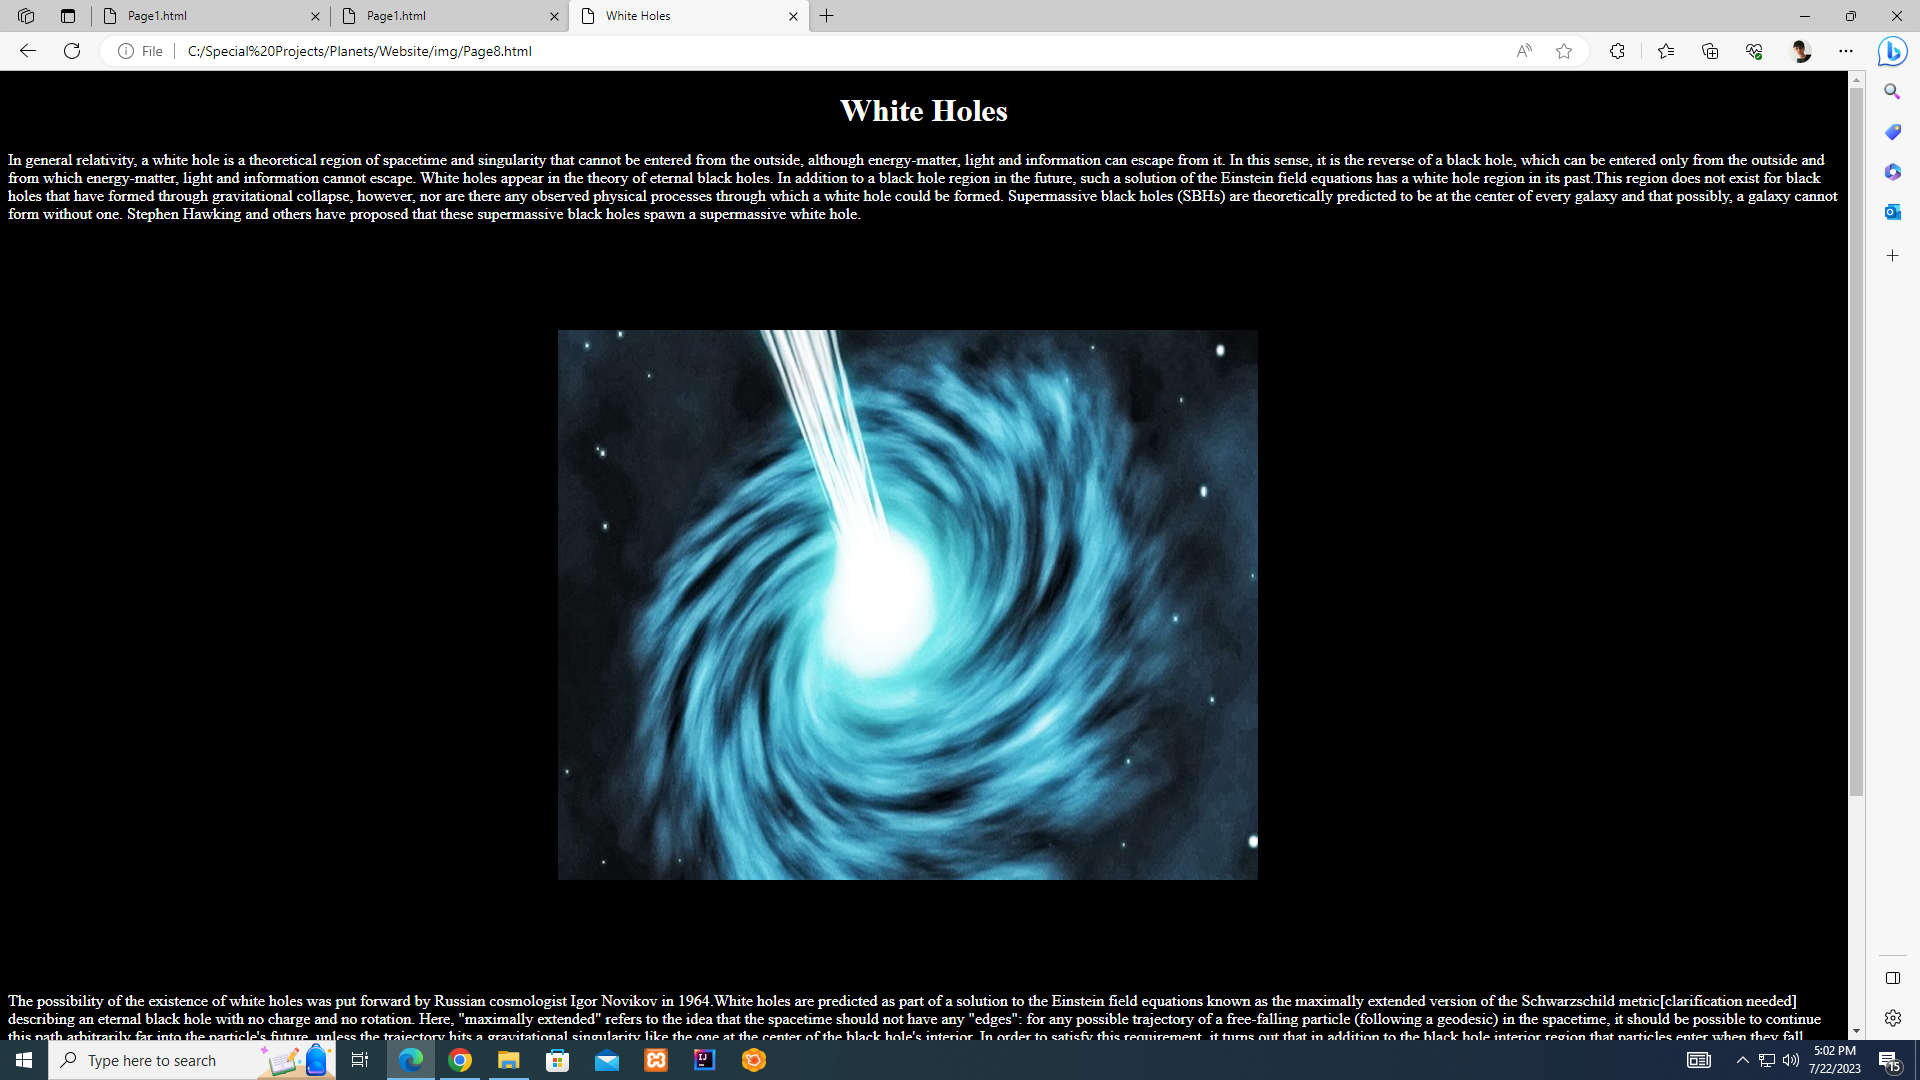 Page1.html
Page1.html
White Holes
File
C:/Special%20Projects/Planets/Website/img/Page8.html
White Holes
In general relativity, a white hole is a theoretical region of spacetime and singularity that cannot be entered from the outside, although energy-matter, light and information can escape from it. In this sense, it is the reverse of a black hole, which can be entered only from the outside and
from which energy-matter, light and information cannot escape. White holes appear in the theory of eternal black holes. In addition to a black hole region in the future, such a solution of the Einstein field equations has a white hole region in its past.This region does not exist for black
holes that have formed through gravitational collapse, however, nor are there any observed physical processes through which a white hole could be formed. Supermassive black holes (SBHs) are theoretically predicted to be at the center of every galaxy and that possibly, a galaxy cannot
form without one. Stephen Hawking and others have proposed that these supermassive black holes spawn a supermassive white hole.
The possibility of the existence of white holes was put forward by Russian cosmologist Igor Novikov in 1964.White holes are predicted as part of a solution to the Einstein field equations known as the maximally extended version of the Schwarzschild metric[clarification needed]
describing an eternal black hole with no charge and no rotation. Here, "maximally extended" refers to the idea that the spacetime should not have any "edges": for any possible trajectory of a free-falling particle (following a geodesic) in the spacetime, it should be possible to continue
this path arbitrarily far into the particle's future, unless the trajectory hits a gravitational singularity like the one at the center of the black hole's interior. In order to satisfy this requirement, it turns out that in addition to the black hole interior region that particles enter when they fall
Type here to search
5:02 PM
7/22/2023
15